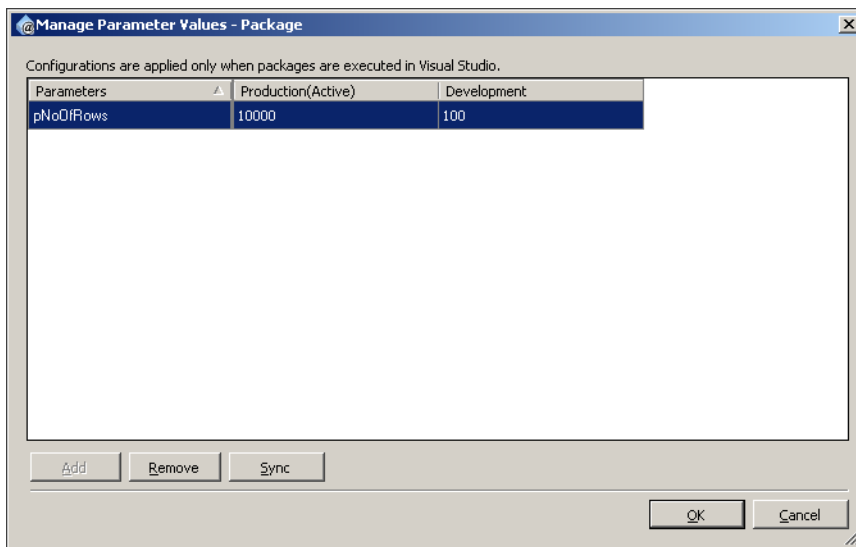 Manage Parameter Values - Package
Configurations are applied only when packages are executed in Visual Studio.
Parameters Production(Active) Development
pNoOfRows 10000 100
Add Remove Sync
OK Cancel